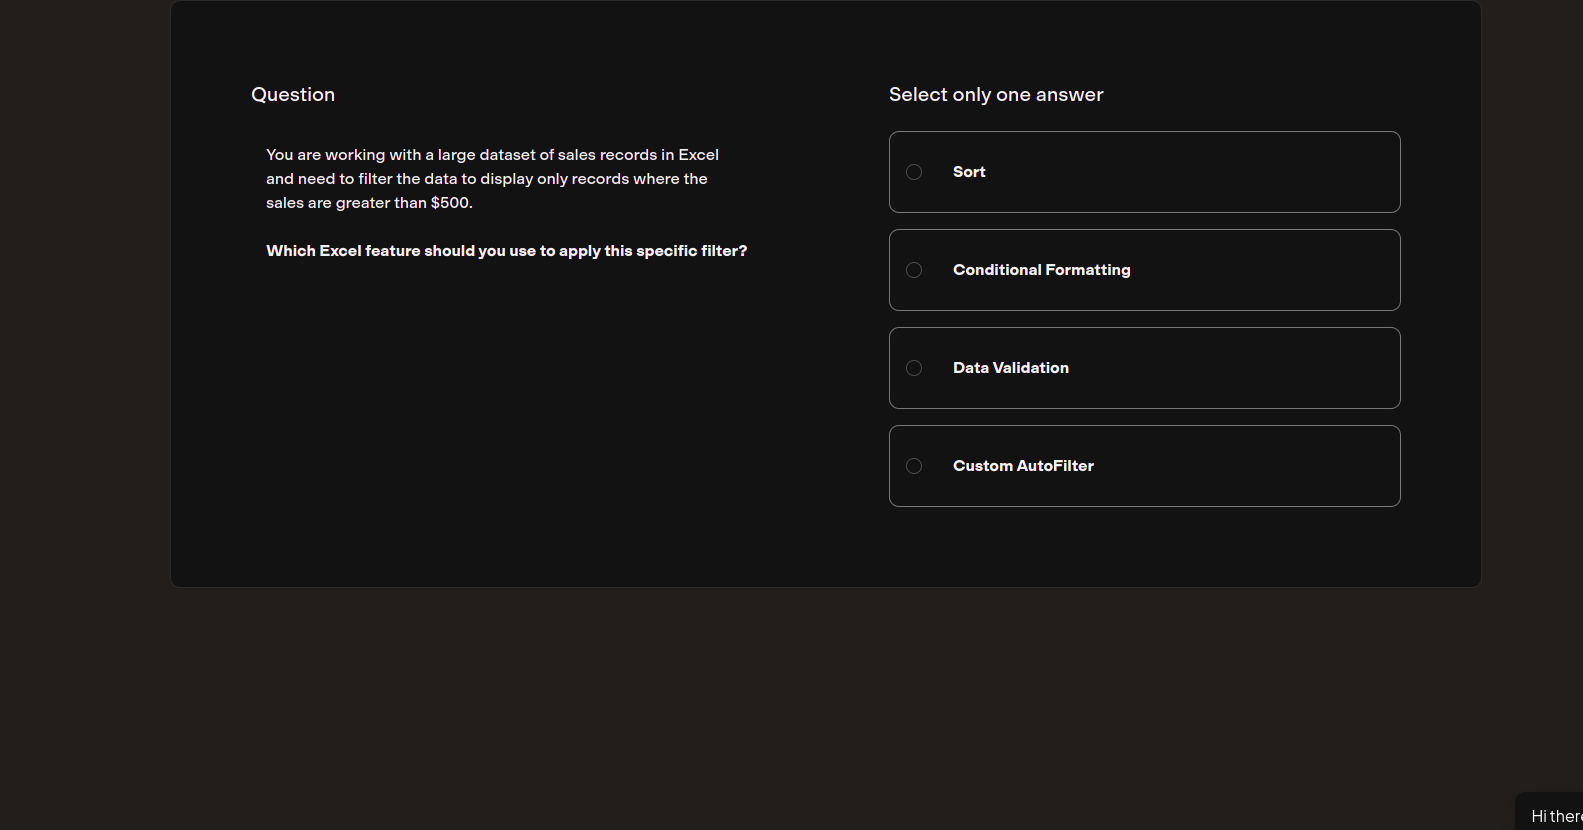 Question
You are working with a large dataset of sales records in Excel
and need to filter the data to display only records where the
sales are greater than $500.
Which Excel feature should you use to apply this specific filter?
Select only one answer
Sort
Conditional Formatting
Data Validation
Custom AutoFilter
Hi there